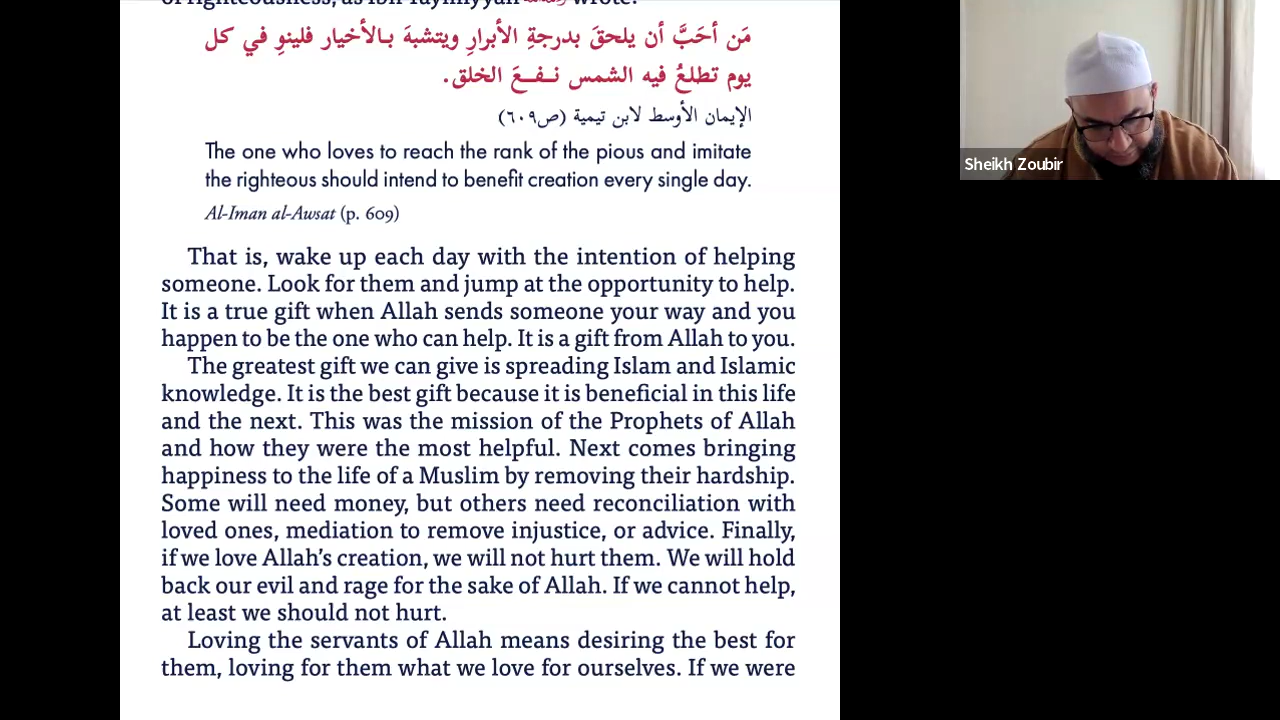 of righteousness, as Ibn Taymiyyah wrote:
مَن أحَبَّ أن يلحقَ بدرجةِ الأبرارِ ويتشبهَ بـالأخيار فلينوِ في كل
يوم تطلعُ فيه الشمس نـفـعَ الخلق.
الإيمان الأوسط لابن تيمية (ص٦٠٩)
The one who loves to reach the rank of the pious and imitate
the righteous should intend to benefit creation every single day.
Al-Iman al-Awsat (p. 609)
That is, wake up each day with the intention of helping
someone. Look for them and jump at the opportunity to help.
It is a true gift when Allah sends someone your way and you
happen to be the one who can help. It is a gift from Allah to you.
The greatest gift we can give is spreading Islam and Islamic
knowledge. It is the best gift because it is beneficial in this life
and the next. This was the mission of the Prophets of Allah
and how they were the most helpful. Next comes bringing
happiness to the life of a Muslim by removing their hardship.
Some will need money, but others need reconciliation with
loved ones, mediation to remove injustice, or advice. Finally,
if we love Allah’s creation, we will not hurt them. We will hold
back our evil and rage for the sake of Allah. If we cannot help,
at least we should not hurt.
Loving the servants of Allah means desiring the best for
them, loving for them what we love for ourselves. If we were
Sheikh Zoubir